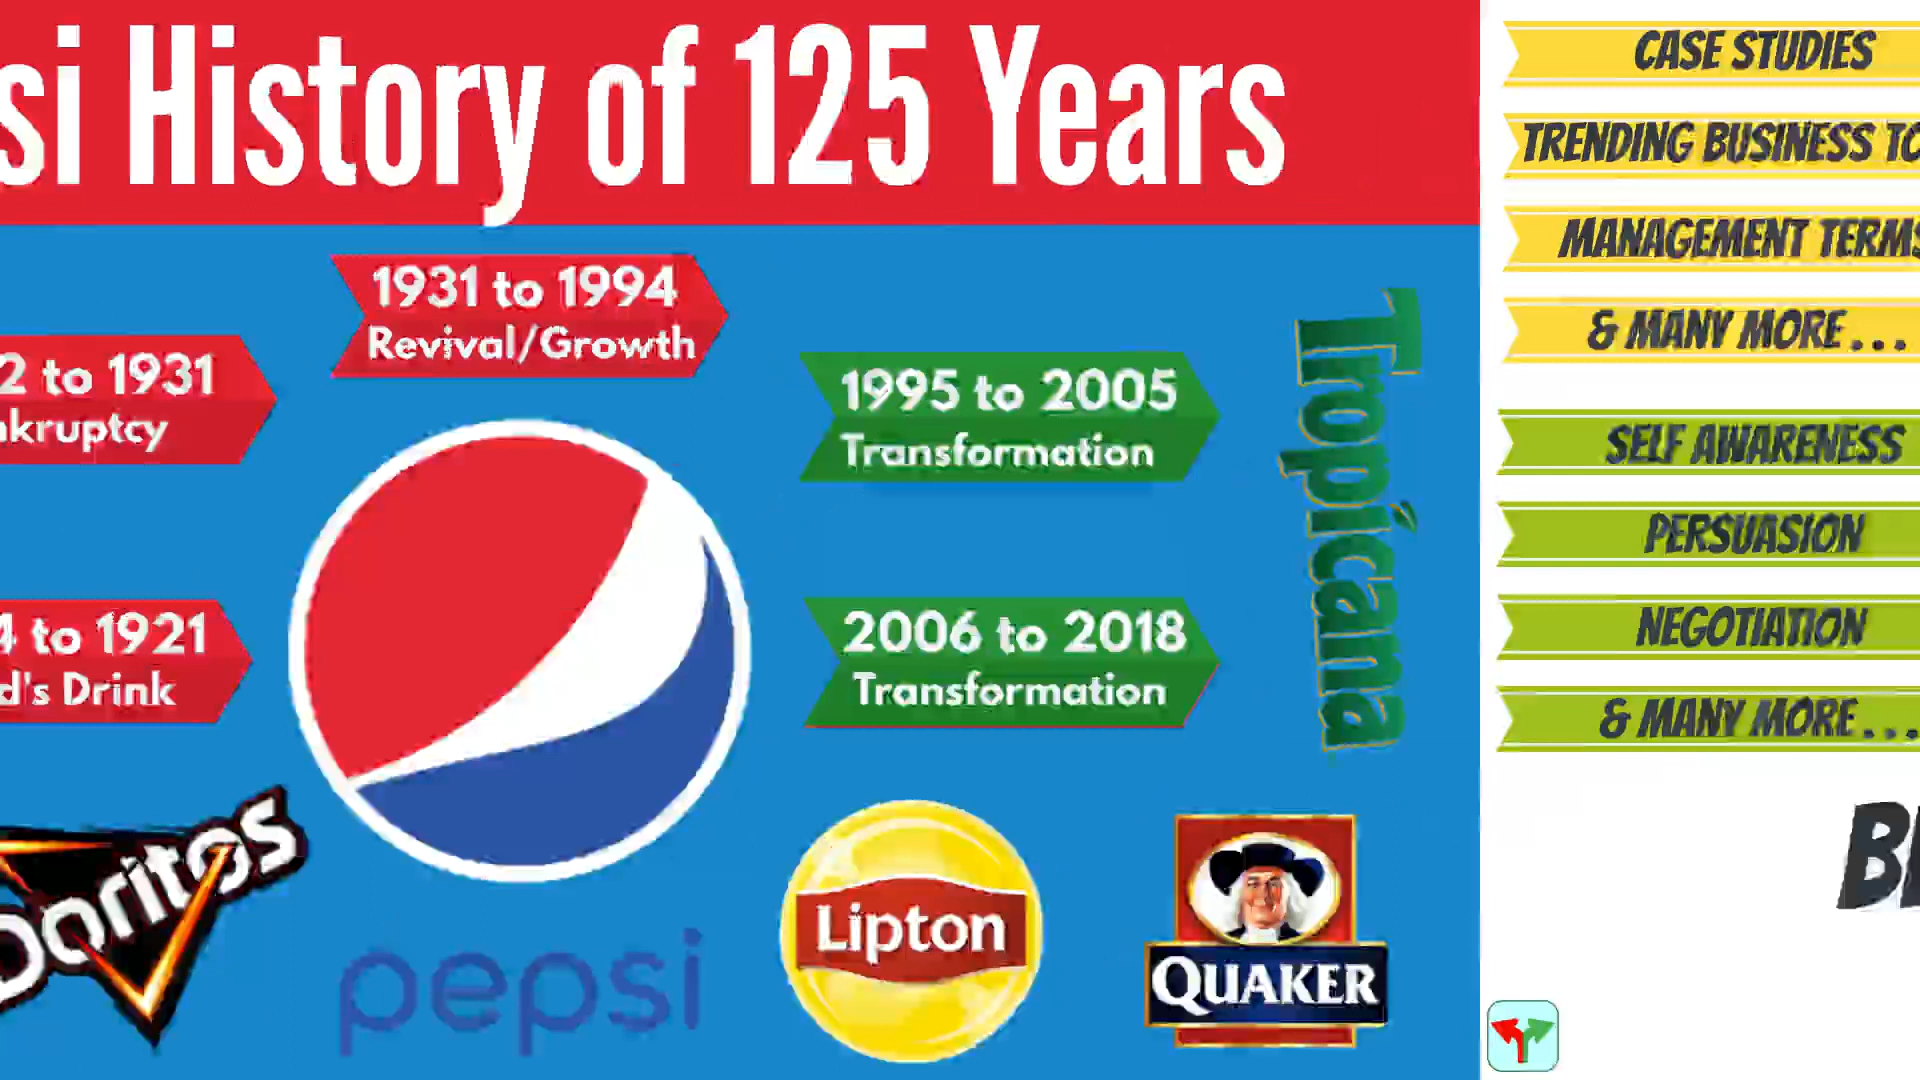 si History of 125 Years
1931 to 1994
Revival/Growth
2 to 1931
nkruptcy
1995 to 2005
Transformation
4 to 1921
d's Drink
2006 to 2018
Transformation
Tropicana
Doritos
pepsi
Lipton
QUAKER
CASE STUDIES
TRENDING BUSINESS TO
MANAGEMENT TERMS
& MANY MORE...
SELF AWARENESS
PERSUASION
NEGOTIATION
& MANY MORE...